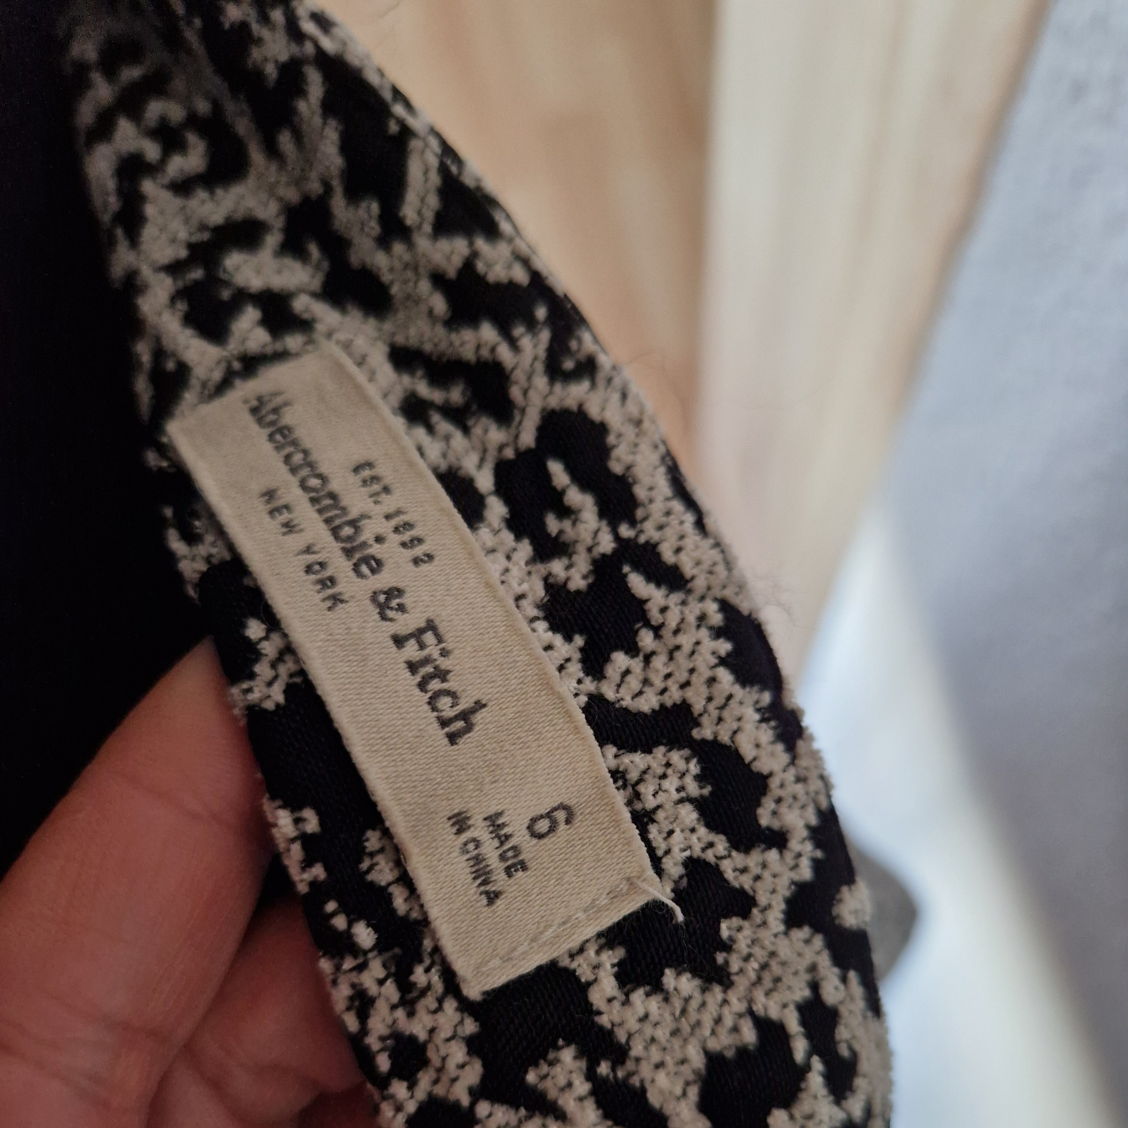 EST. 1892
Abercrombie & Fitch
NEW YORK
6
MADE
IN CHINA